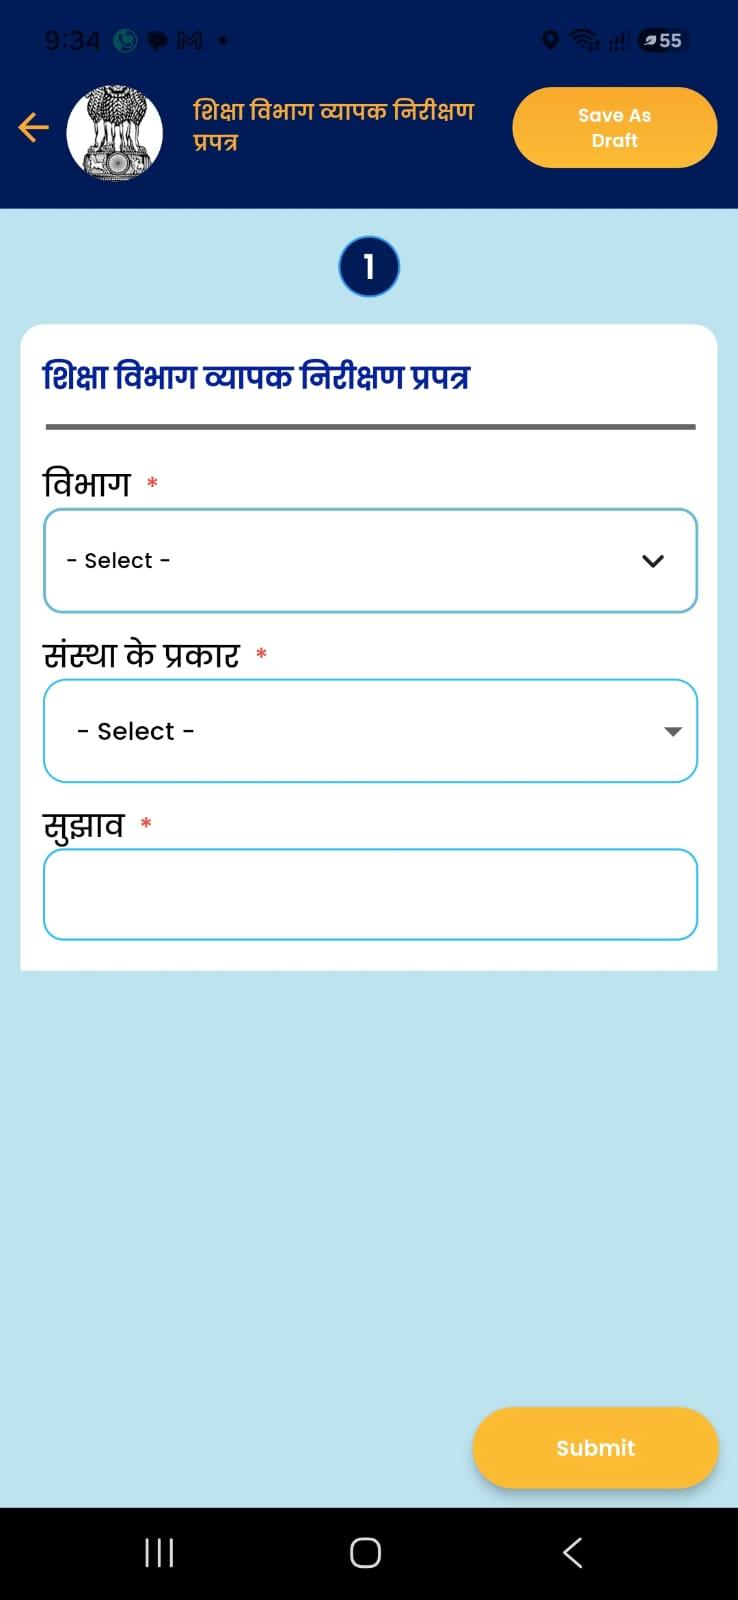 9:34
55
शिक्षा विभाग व्यापक निरीक्षण
प्रपत्र
Save As
Draft
1
शिक्षा विभाग व्यापक निरीक्षण प्रपत्र
विभाग *
- Select -
संस्था के प्रकार *
- Select -
सुझाव *
Submit